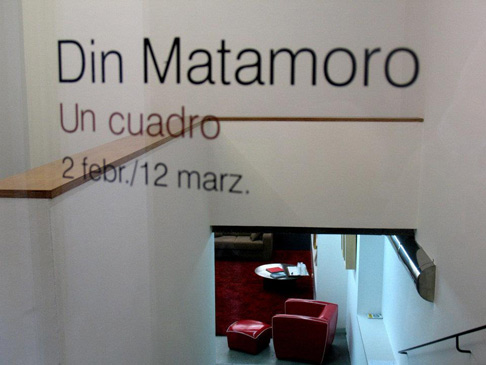 Din Matamoro
Un cuadro
2 febr./12 marz.